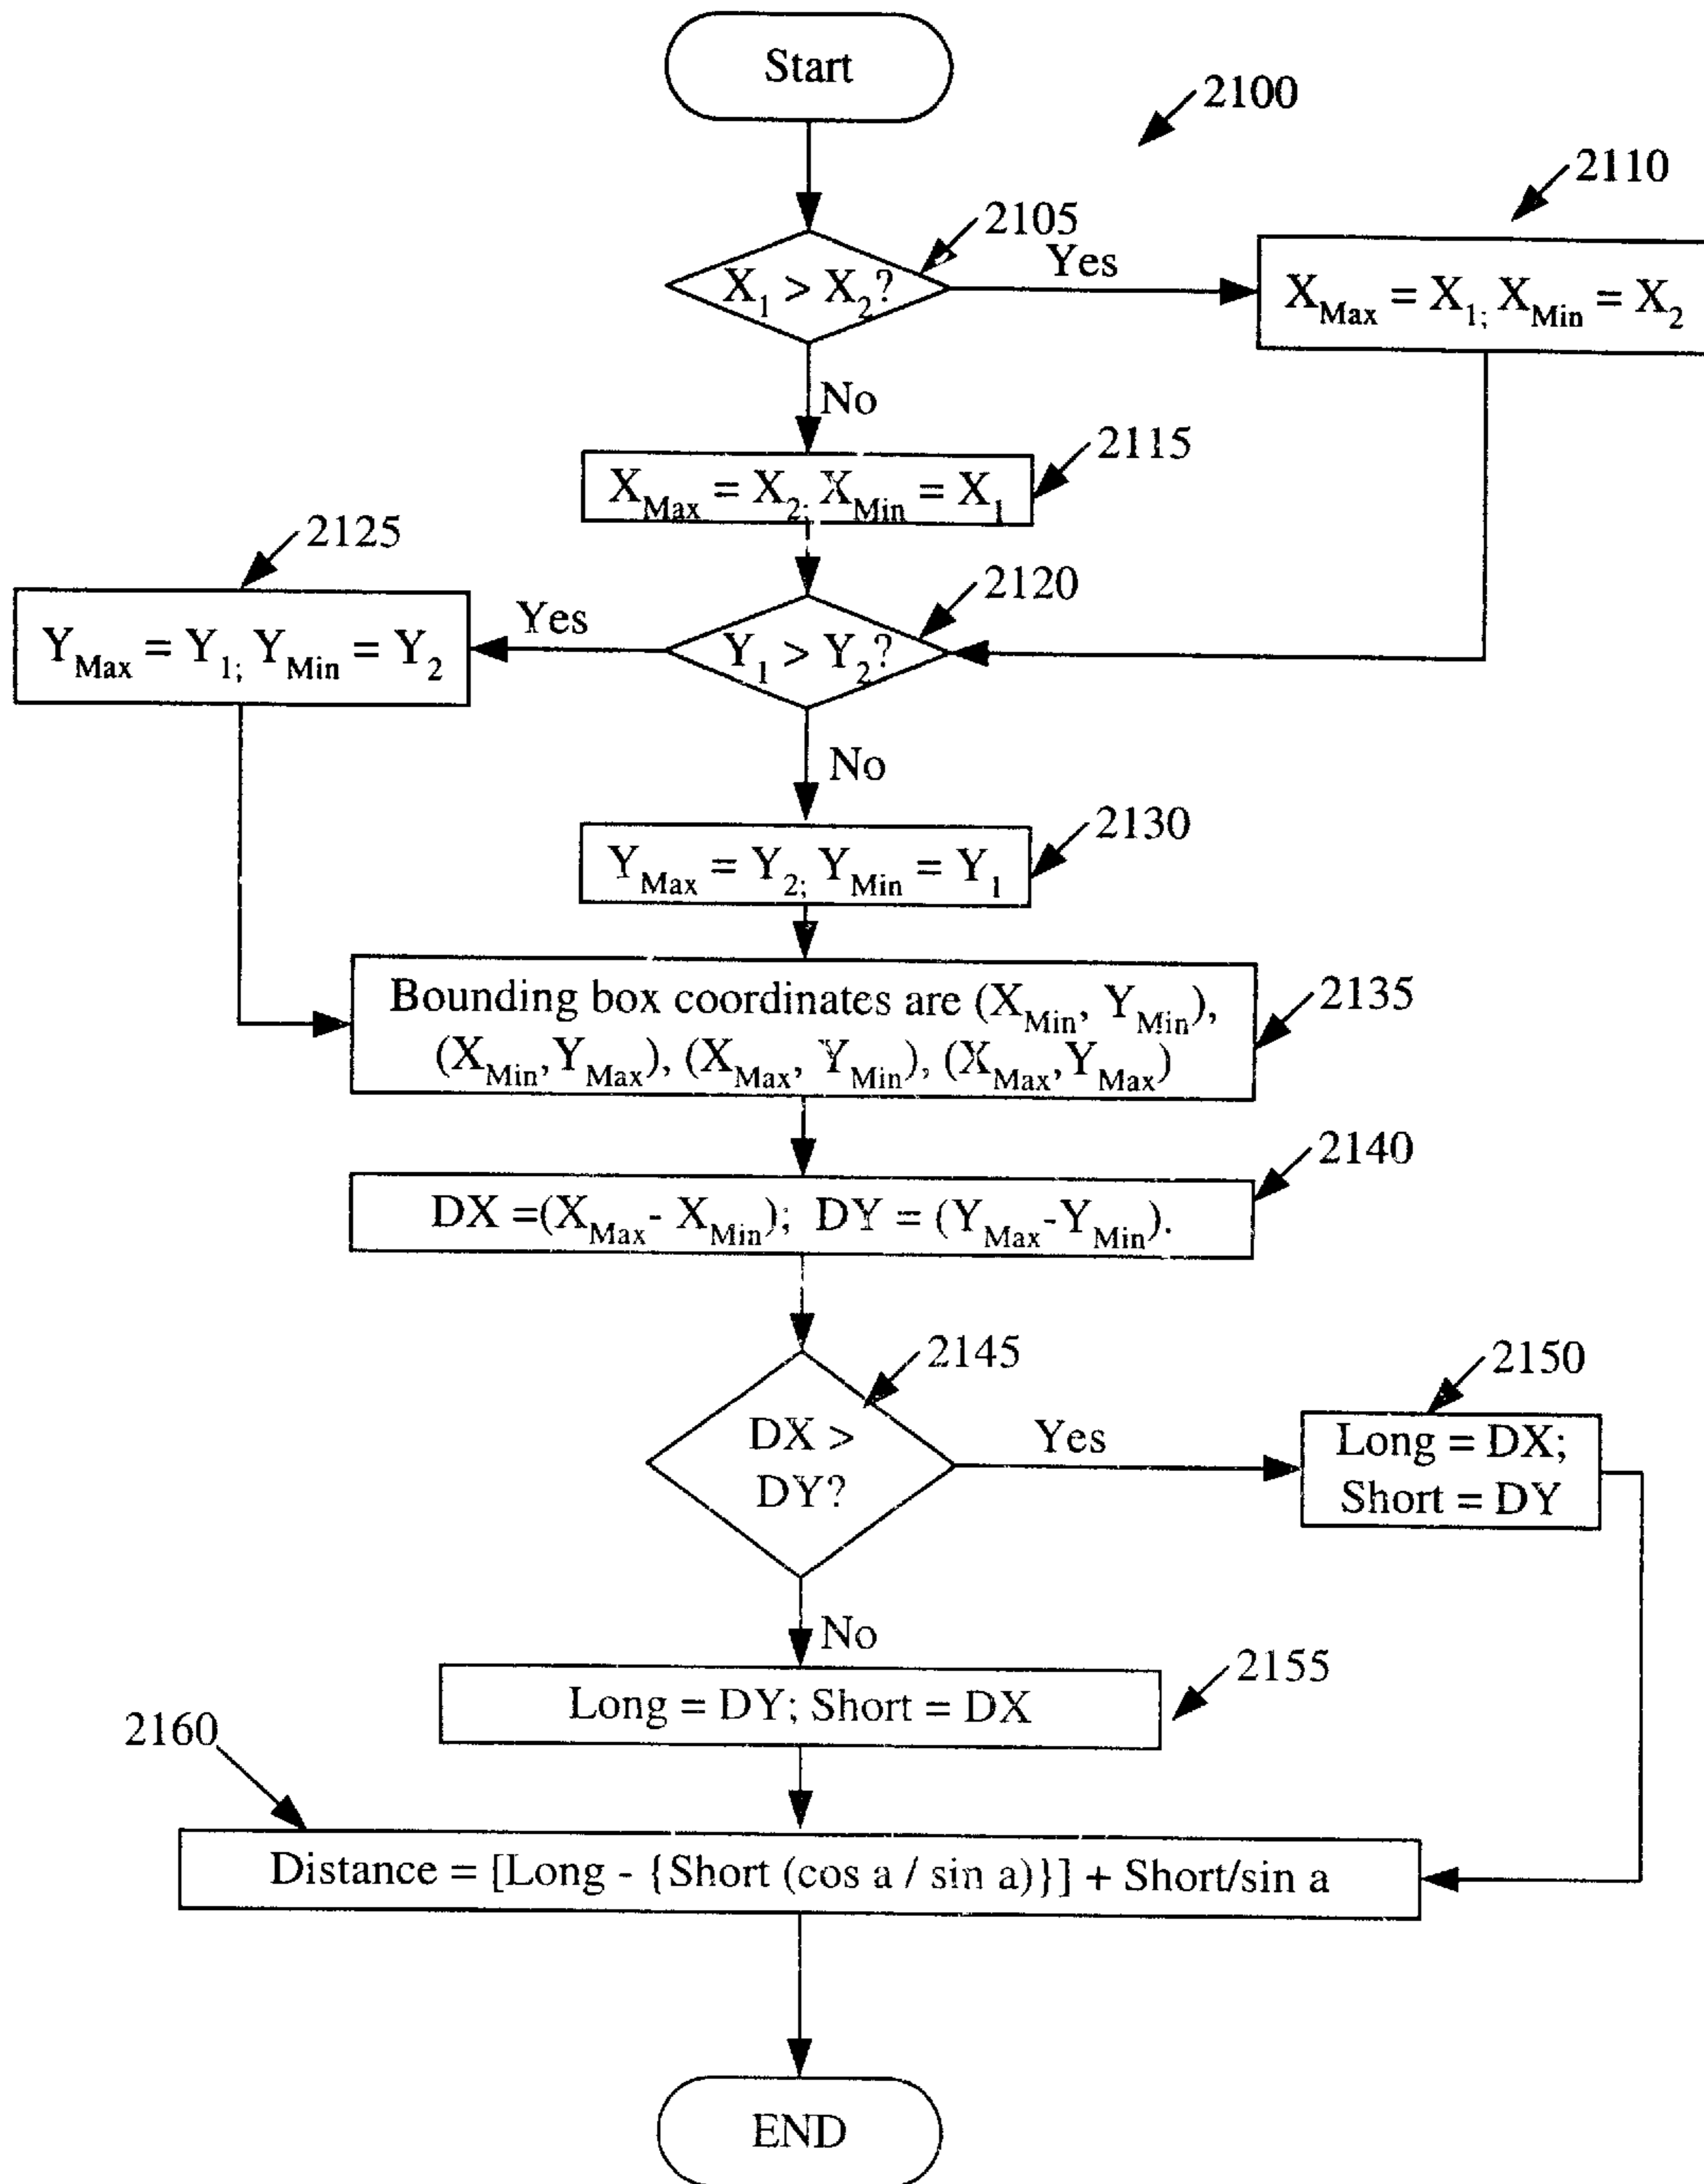 Start
2100
2110
2105
X1 > X2?
Yes
XMax = X1; XMin = X2
No
2115
XMax = X2; XMin = X1
2125
2120
Yes
YMax = Y1; YMin = Y2
Y1 > Y2?
No
2130
YMax = Y2; YMin = Y1
Bounding box coordinates are (XMin, YMin),
(XMin, YMax), (XMax, YMin), (XMax, YMax)
2135
2140
DX =(XMax- XMin); DY = (YMax-YMin).
2145
2150
DX >
DY?
Yes
Long = DX;
Short = DY
No
2155
Long = DY; Short = DX
2160
Distance = [Long - {Short (cos a / sin a)}] + Short/sin a
END